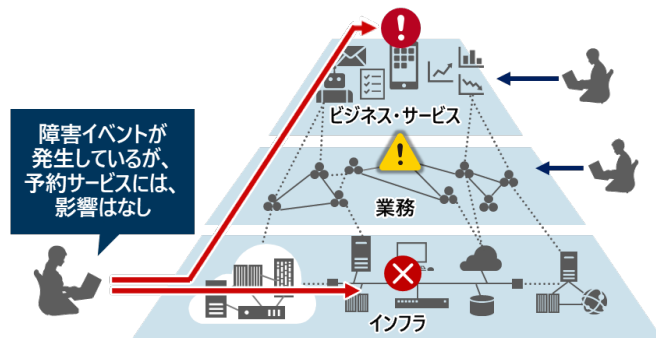 ビジネス・サービス
障害イベントが
発生しているが、
予約サービスには、
影響はなし
業務
インフラ